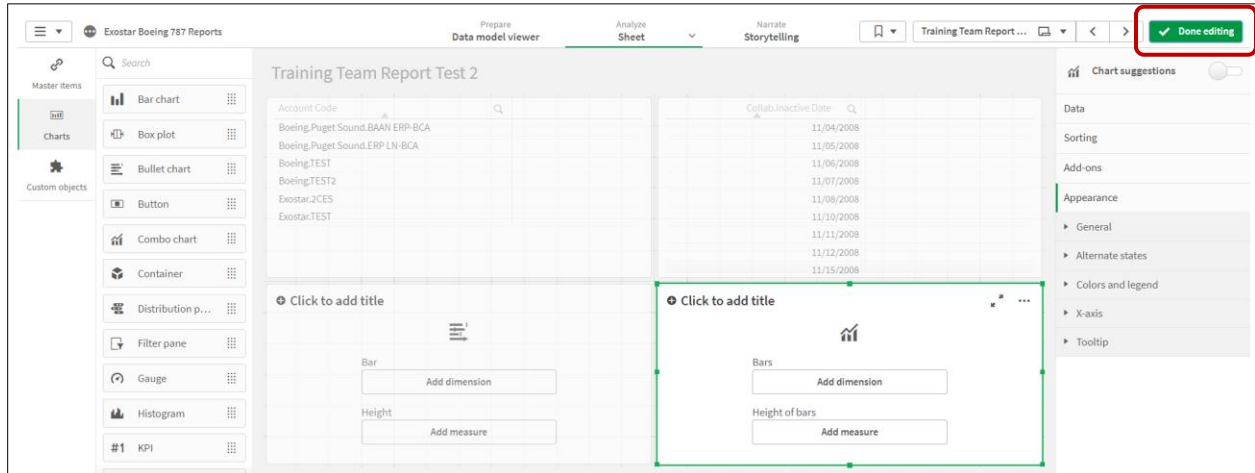 Exostar Boeing 787 Reports
Prepare
Data model viewer
Analyze
Sheet
Narrate
Storytelling
Training Team Report ...
Done editing
Master items
Charts
Custom objects
Search
Bar chart
Box plot
Bullet chart
Button
Combo chart
Container
Distribution p...
Filter pane
Gauge
Histogram
#1 KPI
Training Team Report Test 2
Account Code
Boeing.Puget Sound.BAAN ERP-BCA
Boeing.Puget Sound.ERP LN-BCA
Boeing.TEST
Boeing.TEST2
Exostar.2CES
Exostar.TEST
Collab.Inactive Date
11/04/2008
11/05/2008
11/06/2008
11/07/2008
11/08/2008
11/10/2008
11/11/2008
11/12/2008
11/15/2008
Click to add title
Bar
Add dimension
Height
Add measure
Click to add title
...
Bars
Add dimension
Height of bars
Add measure
Chart suggestions
Data
Sorting
Add-ons
Appearance
General
Alternate states
Colors and legend
X-axis
Tooltip